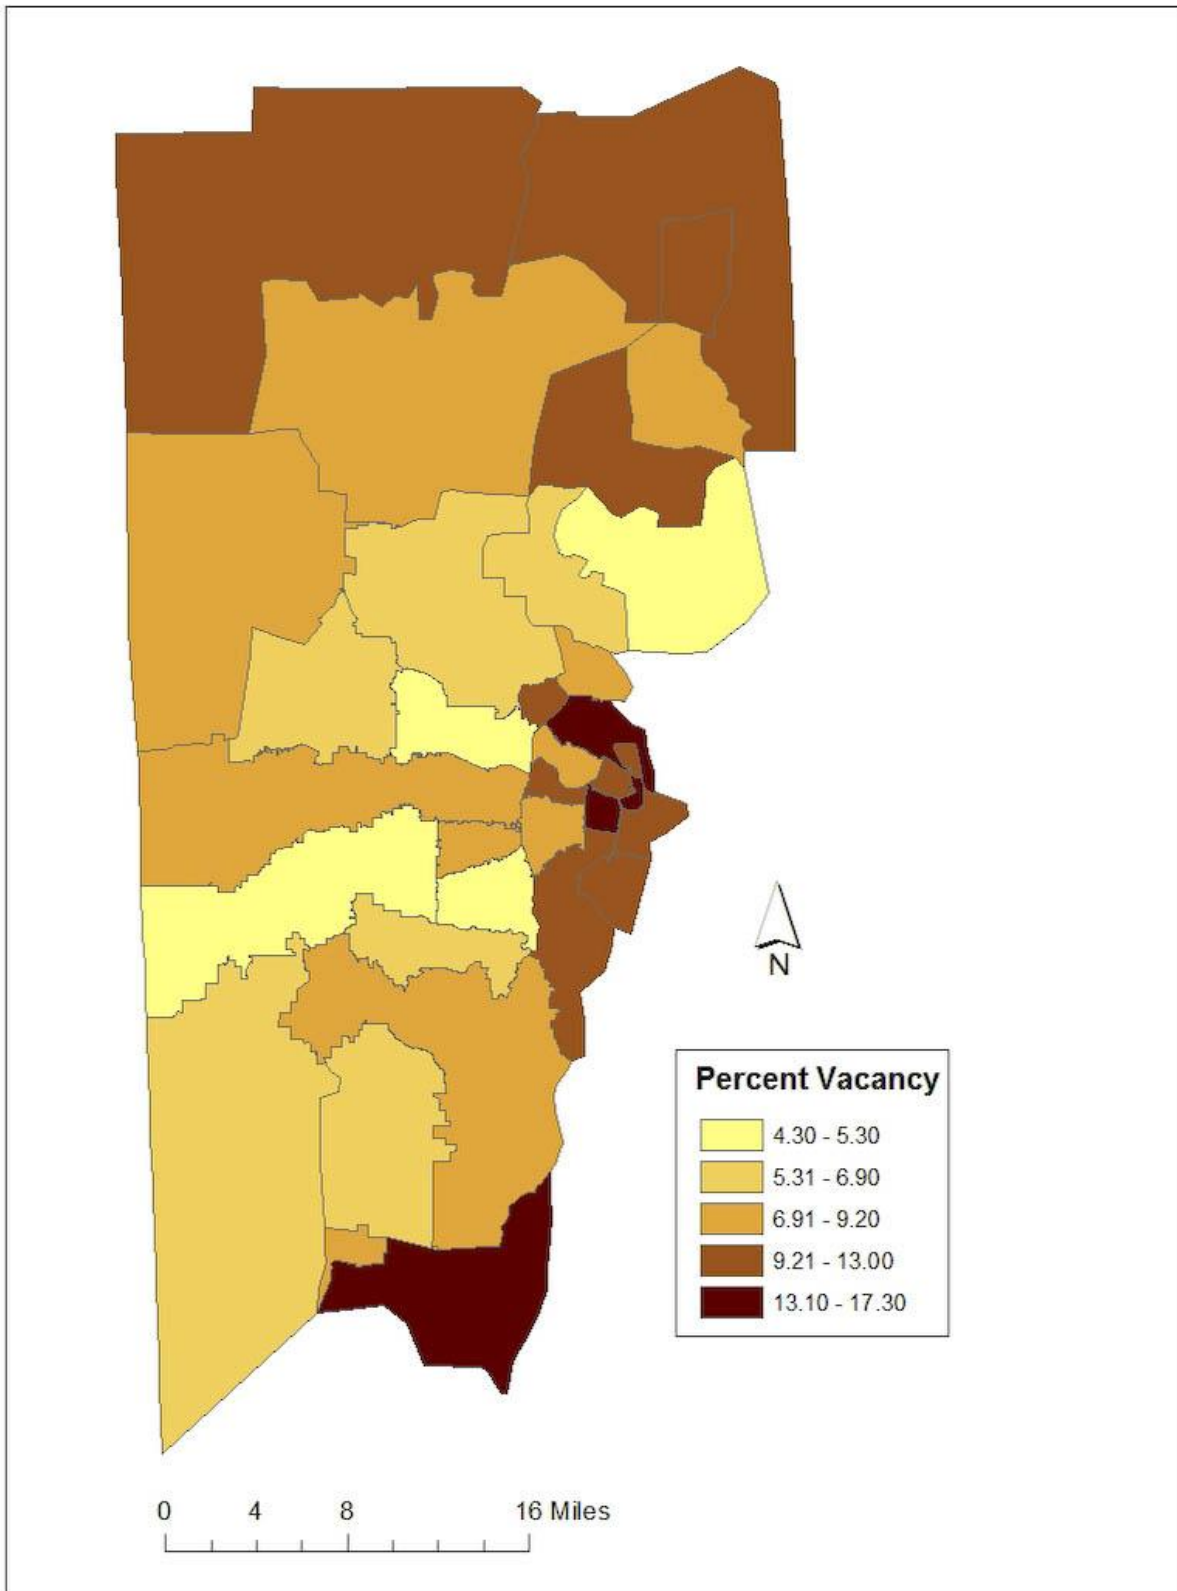 N
Percent Vacancy
4.30 - 5.30
5.31 - 6.90
6.91 - 9.20
9.21 - 13.00
13.10 - 17.30
0 4 8 16 Miles